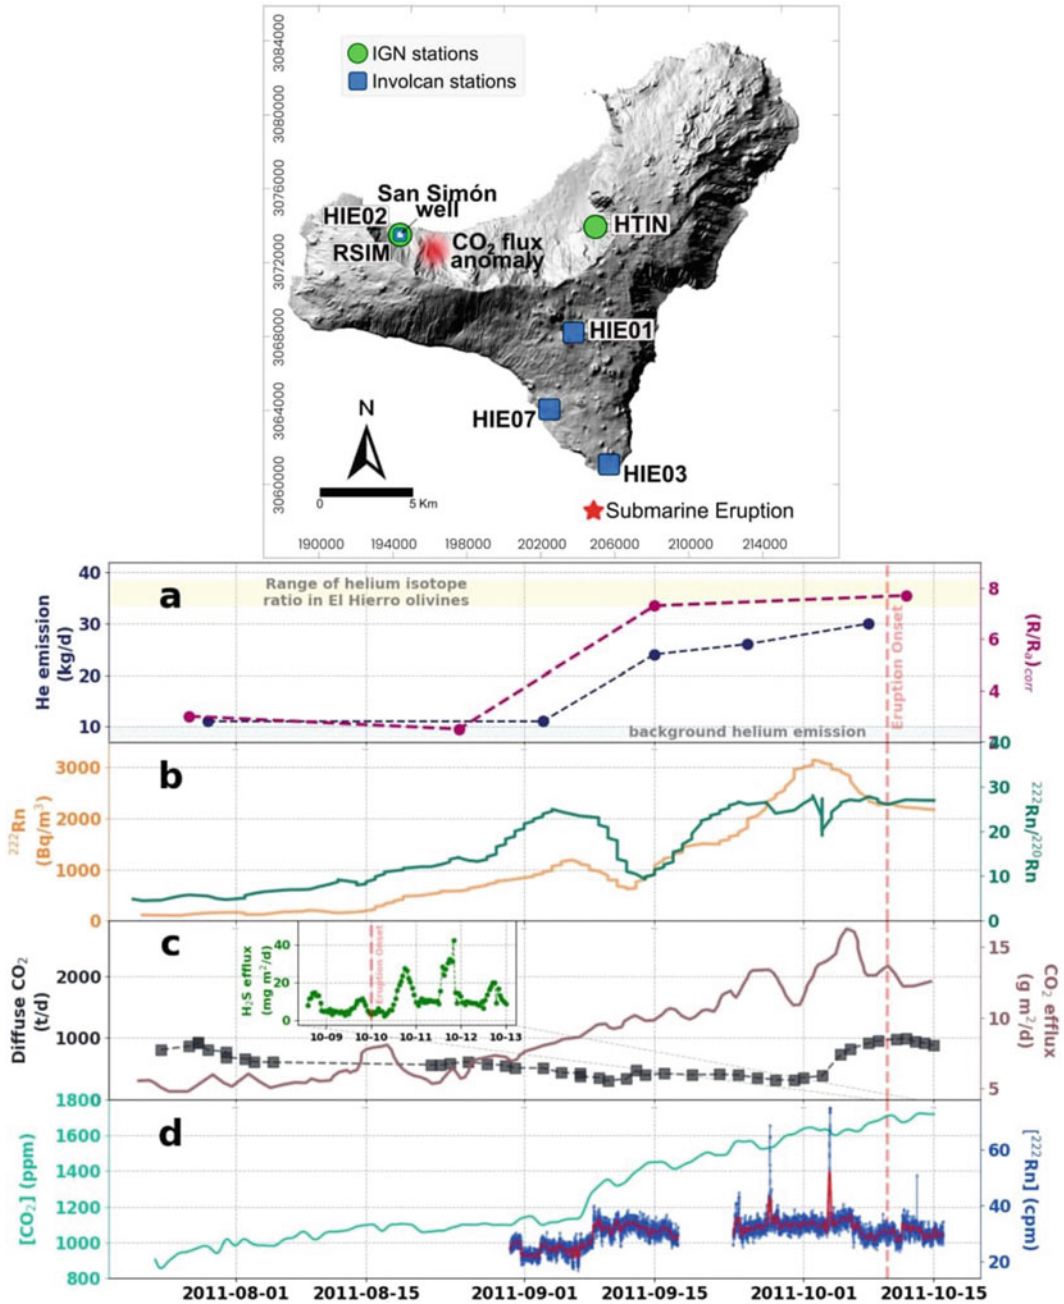 IGN stations
Involcan stations
3084000
3080000
3076000
3072000
3068000
3064000
3060000
San Simón
well
HIE02
RSIM
CO₂ flux
anomaly
HTIN
HIE01
HIE07
HIE03
N
0 5 Km
Submarine Eruption
190000 194000 198000 202000 206000 210000 214000
a
He emission
(kg/d)
40
30
20
10
Range of helium isotope
ratio in El Hierro olivines
background helium emission
Eruption Onset
8
6
4
(R/Rₐ)corr
b
²²²Rn
(Bq/m³)
3000
2000
1000
0
30
20
10
0
²²²Rn/²²⁰Rn
c
Diffuse CO₂
(t/d)
2000
1000
H₂S efflux
(mg m²/d)
40
20
0
Eruption Onset
10-09 10-10 10-11 10-12 10-13
15
10
5
CO₂ efflux
(g m²/d)
d
[CO₂] (ppm)
1800
1600
1400
1200
1000
800
60
40
20
[²²²Rn] (cpm)
2011-08-01 2011-08-15 2011-09-01 2011-09-15 2011-10-01 2011-10-15